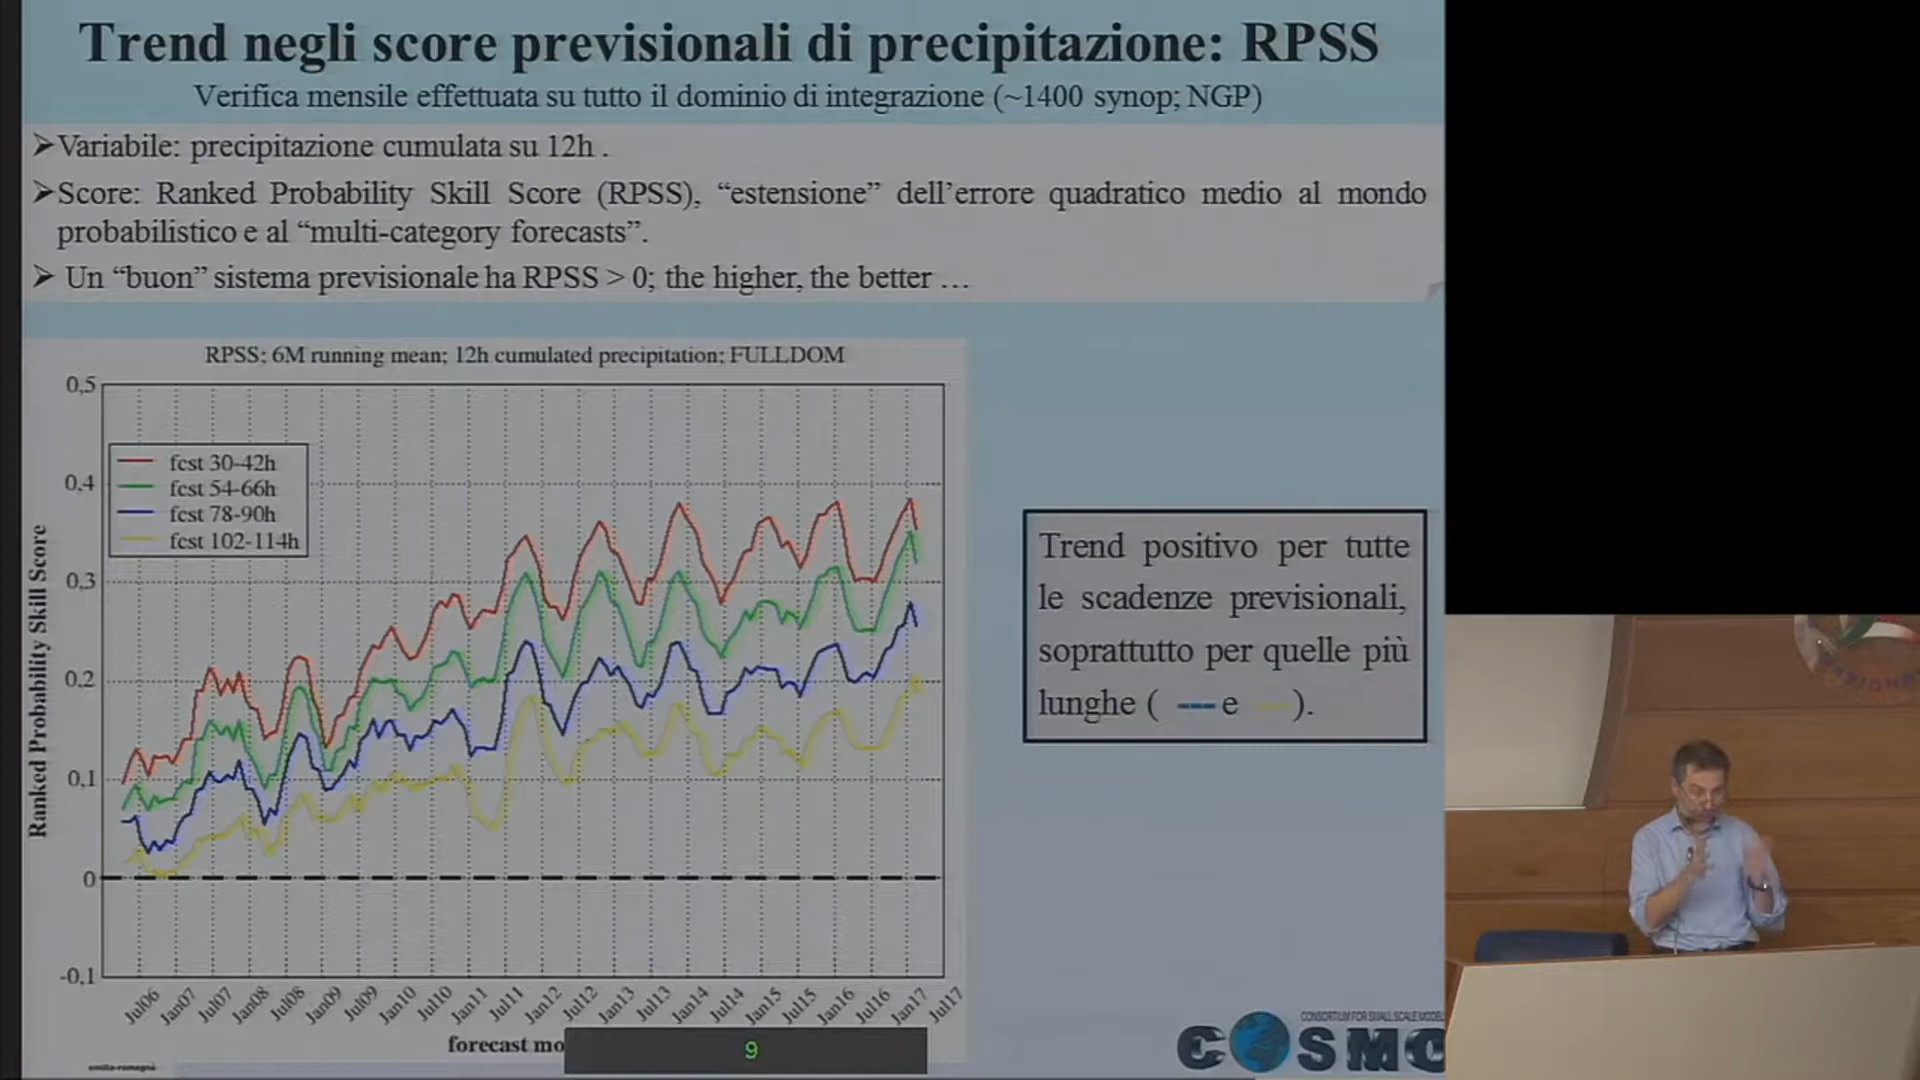 Trend negli score previsionali di precipitazione: RPSS
Verifica mensile effettuata su tutto il dominio di integrazione (~1400 synop; NGP)
➢Variabile: precipitazione cumulata su 12h .
➢Score: Ranked Probability Skill Score (RPSS), “estensione” dell’errore quadratico medio al mondo
probabilistico e al “multi-category forecasts”.
➢ Un “buon” sistema previsionale ha RPSS > 0; the higher, the better …
RPSS; 6M running mean; 12h cumulated precipitation; FULLDOM
Ranked Probability Skill Score
0,5
0,4
0,3
0,2
0,1
0
-0,1
fcst 30-42h
fcst 54-66h
fcst 78-90h
fcst 102-114h
Jul06 Jan07 Jul07 Jan08 Jul08 Jan09 Jul09 Jan10 Jul10 Jan11 Jul11 Jan12 Jul12 Jan13 Jul13 Jan14 Jul14 Jan15 Jul15 Jan16 Jul16 Jan17 Jul17
forecast mo
9
Trend positivo per tutte
le scadenze previsionali,
soprattutto per quelle più
lunghe ( e ).
CONSORTIUM FOR SMALL SCALE MODEL
COSMO
emilia-romagna